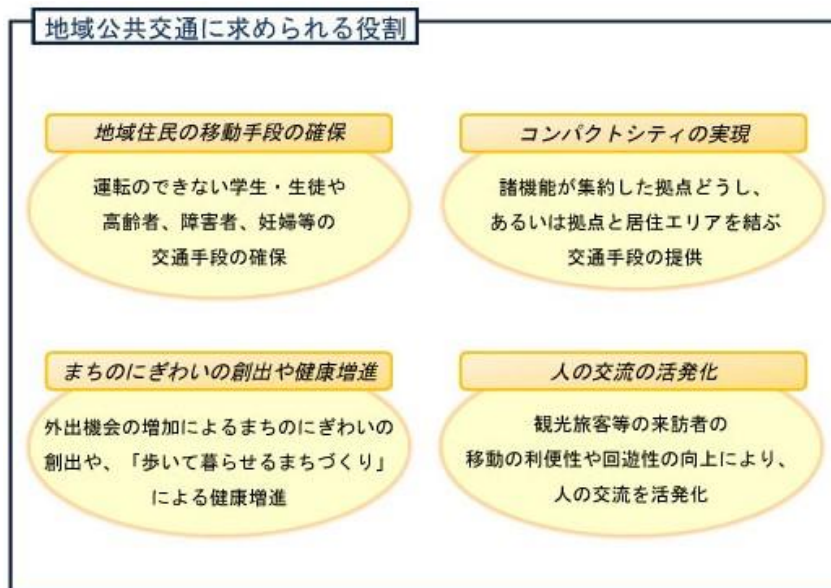 地域公共交通に求められる役割
地域住民の移動手段の確保
運転のできない学生・生徒や
高齢者、障害者、妊婦等の
交通手段の確保
コンパクトシティの実現
諸機能が集約した拠点どうし、
あるいは拠点と居住エリアを結ぶ
交通手段の提供
まちのにぎわいの創出や健康増進
外出機会の増加によるまちのにぎわいの
創出や、「歩いて暮らせるまちづくり」
による健康増進
人の交流の活発化
観光旅客等の来訪者の
移動の利便性や回遊性の向上により、
人の交流を活発化